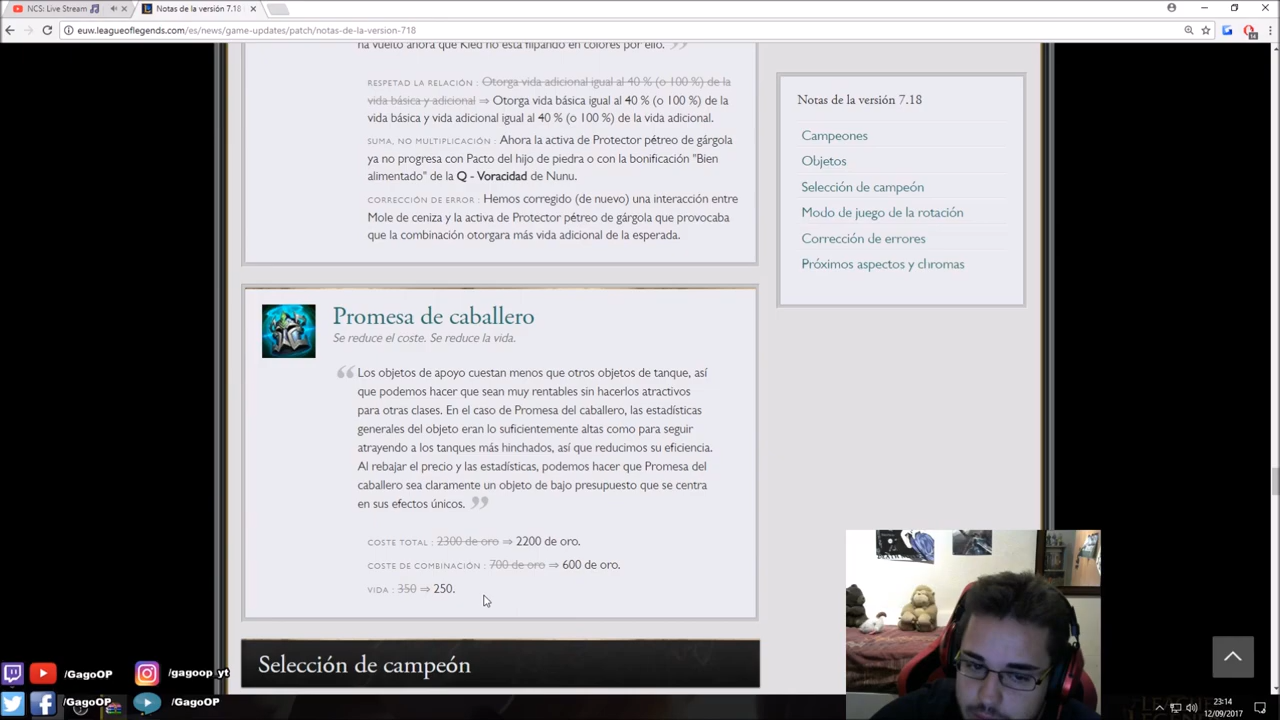 NCS: Live Stream
Notas de la versión 7.18
euw.leagueoflegends.com/es/news/game-updates/patch/notas-de-la-version-718
ha vuelto ahora que Kled no está flipando en colores por ello.
RESPETAD LA RELACIÓN : Otorga vida adicional igual al 40 % (o 100 %) de la
vida básica y adicional ⇒ Otorga vida básica igual al 40 % (o 100 %) de la
vida básica y vida adicional igual al 40 % (o 100 %) de la vida adicional.
SUMA, NO MULTIPLICACIÓN : Ahora la activa de Protector pétreo de gárgola
ya no progresa con Pacto del hijo de piedra o con la bonificación "Bien
alimentado" de la Q - Voracidad de Nunu.
CORRECCIÓN DE ERROR : Hemos corregido (de nuevo) una interacción entre
Mole de ceniza y la activa de Protector pétreo de gárgola que provocaba
que la combinación otorgara más vida adicional de la esperada.
Promesa de caballero
Se reduce el coste. Se reduce la vida.
Los objetos de apoyo cuestan menos que otros objetos de tanque, así
que podemos hacer que sean muy rentables sin hacerlos atractivos
para otras clases. En el caso de Promesa del caballero, las estadísticas
generales del objeto eran lo suficientemente altas como para seguir
atrayendo a los tanques más hinchados, así que reducimos su eficiencia.
Al rebajar el precio y las estadísticas, podemos hacer que Promesa del
caballero sea claramente un objeto de bajo presupuesto que se centra
en sus efectos únicos.
COSTE TOTAL : 2300 de oro ⇒ 2200 de oro.
COSTE DE COMBINACIÓN : 700 de oro ⇒ 600 de oro.
VIDA : 350 ⇒ 250.
Selección de campeón
Notas de la versión 7.18
Campeones
Objetos
Selección de campeón
Modo de juego de la rotación
Corrección de errores
Próximos aspectos y chromas
/GagoOP
/gagoop_yt
/GagoOP
/GagoOP
23:14
12/09/2017